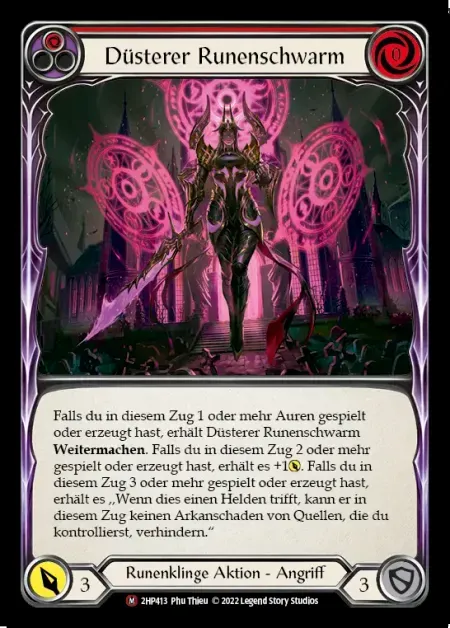 Düsterer Runenschwarm
0
Falls du in diesem Zug 1 oder mehr Auren gespielt
oder erzeugt hast, erhält Düsterer Runenschwarm
Weitermachen. Falls du in diesem Zug 2 oder mehr
gespielt oder erzeugt hast, erhält es +1. Falls du in
diesem Zug 3 oder mehr gespielt oder erzeugt hast,
erhält es „Wenn dies einen Helden trifft, kann er in
diesem Zug keinen Arkanschaden von Quellen, die du
kontrollierst, verhindern.“
3 Runenklinge Aktion - Angriff 3
M 2HP413 Phu Thieu © 2022 Legend Story Studios